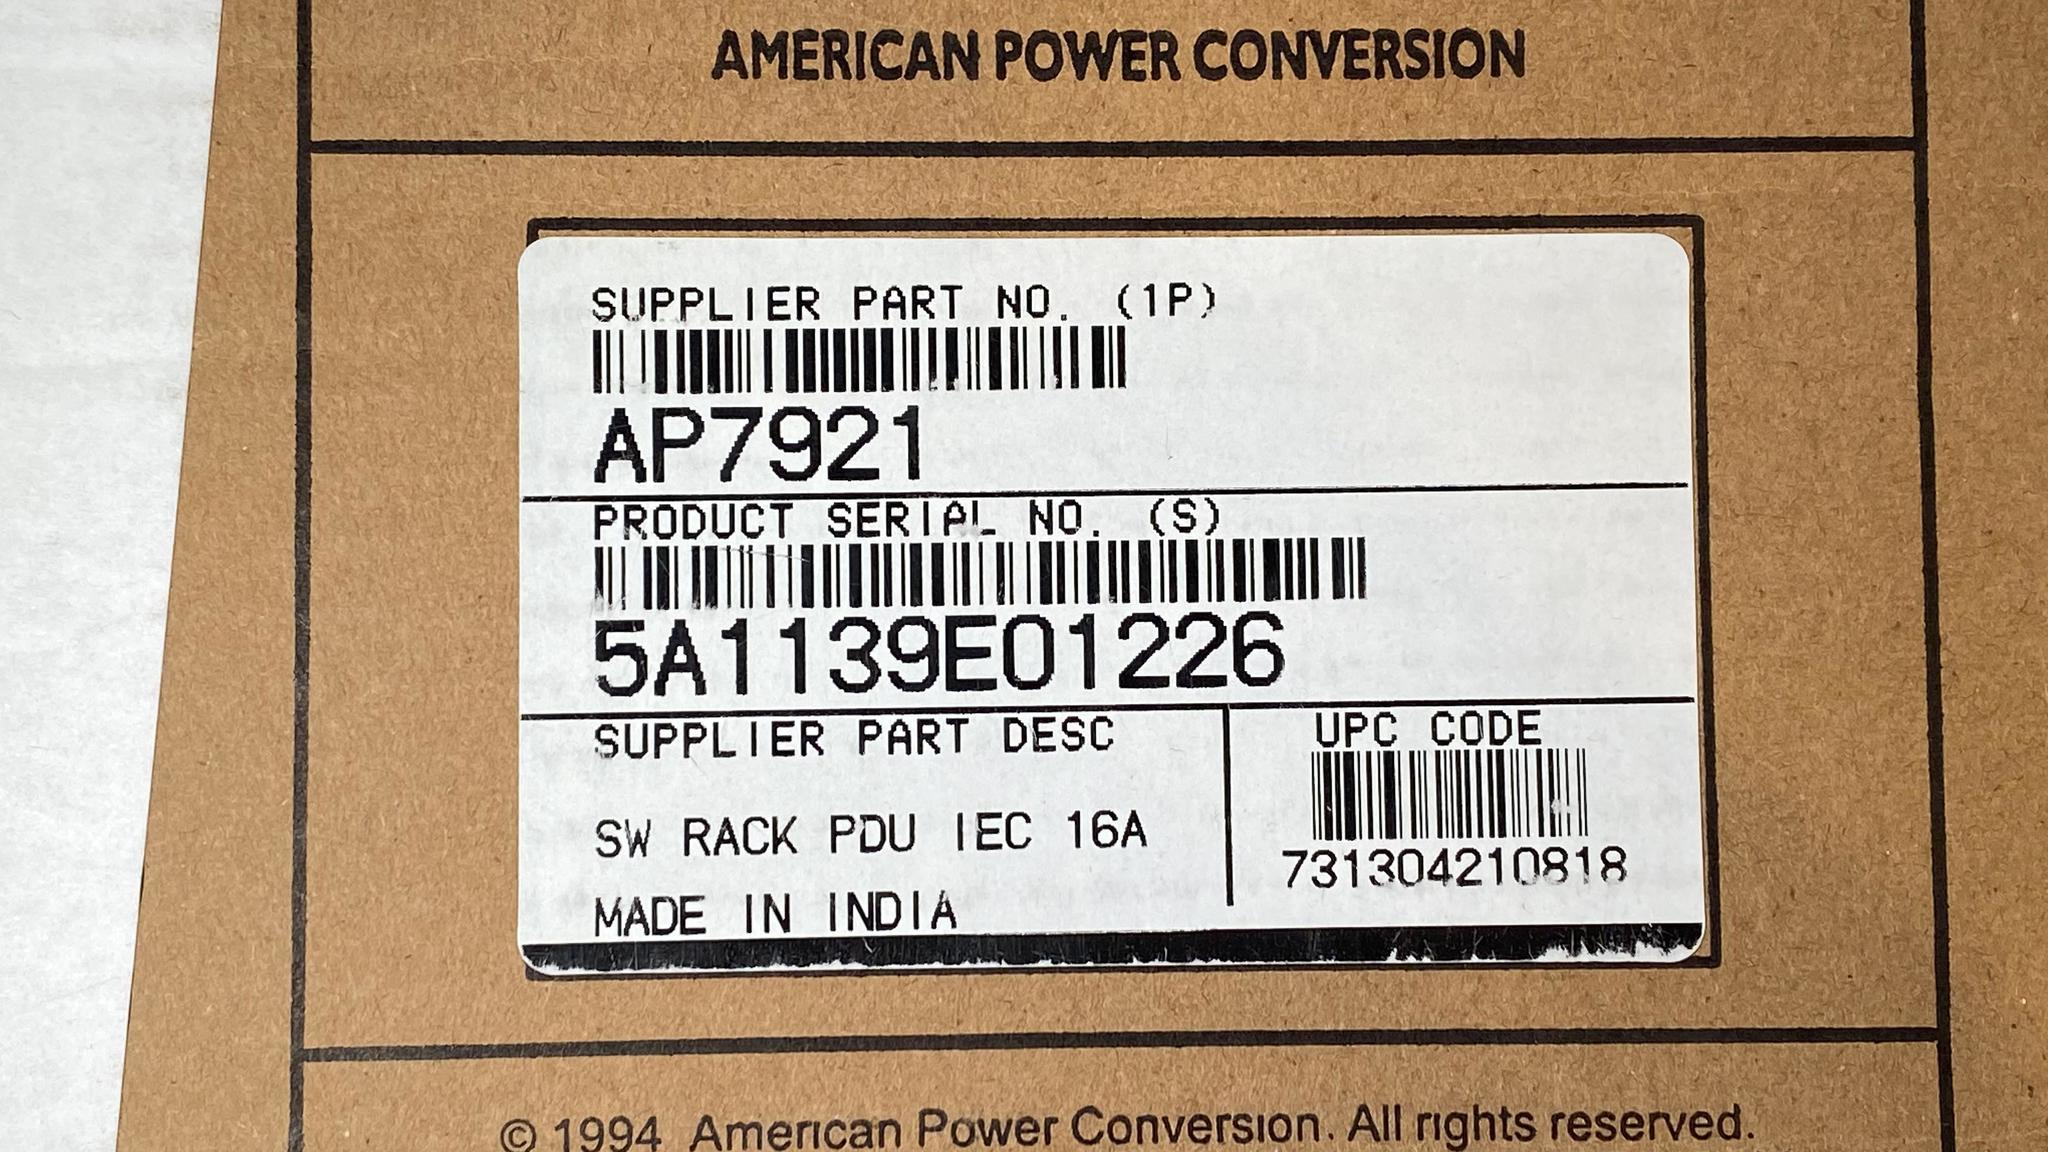 AMERICAN POWER CONVERSION
SUPPLIER PART NO. (1P)
AP7921
PRODUCT SERIAL NO. (S)
5A1139E01226
SUPPLIER PART DESC
UPC CODE
SW RACK PDU IEC 16A
731304210818
MADE IN INDIA
© 1994 American Power Conversion. All rights reserved.